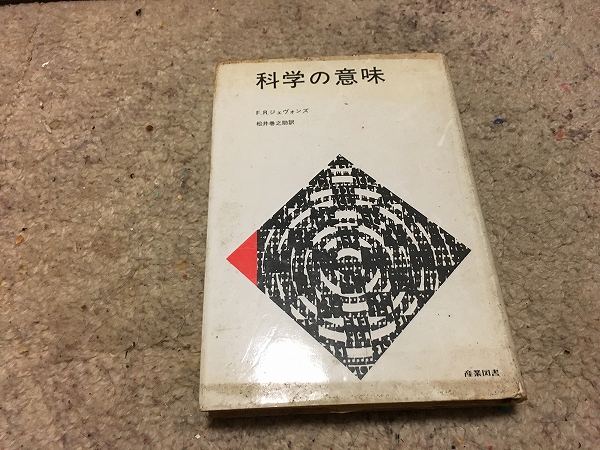 科学の意味
F.R.ジェヴォンズ
松井巻之助訳
産業図書